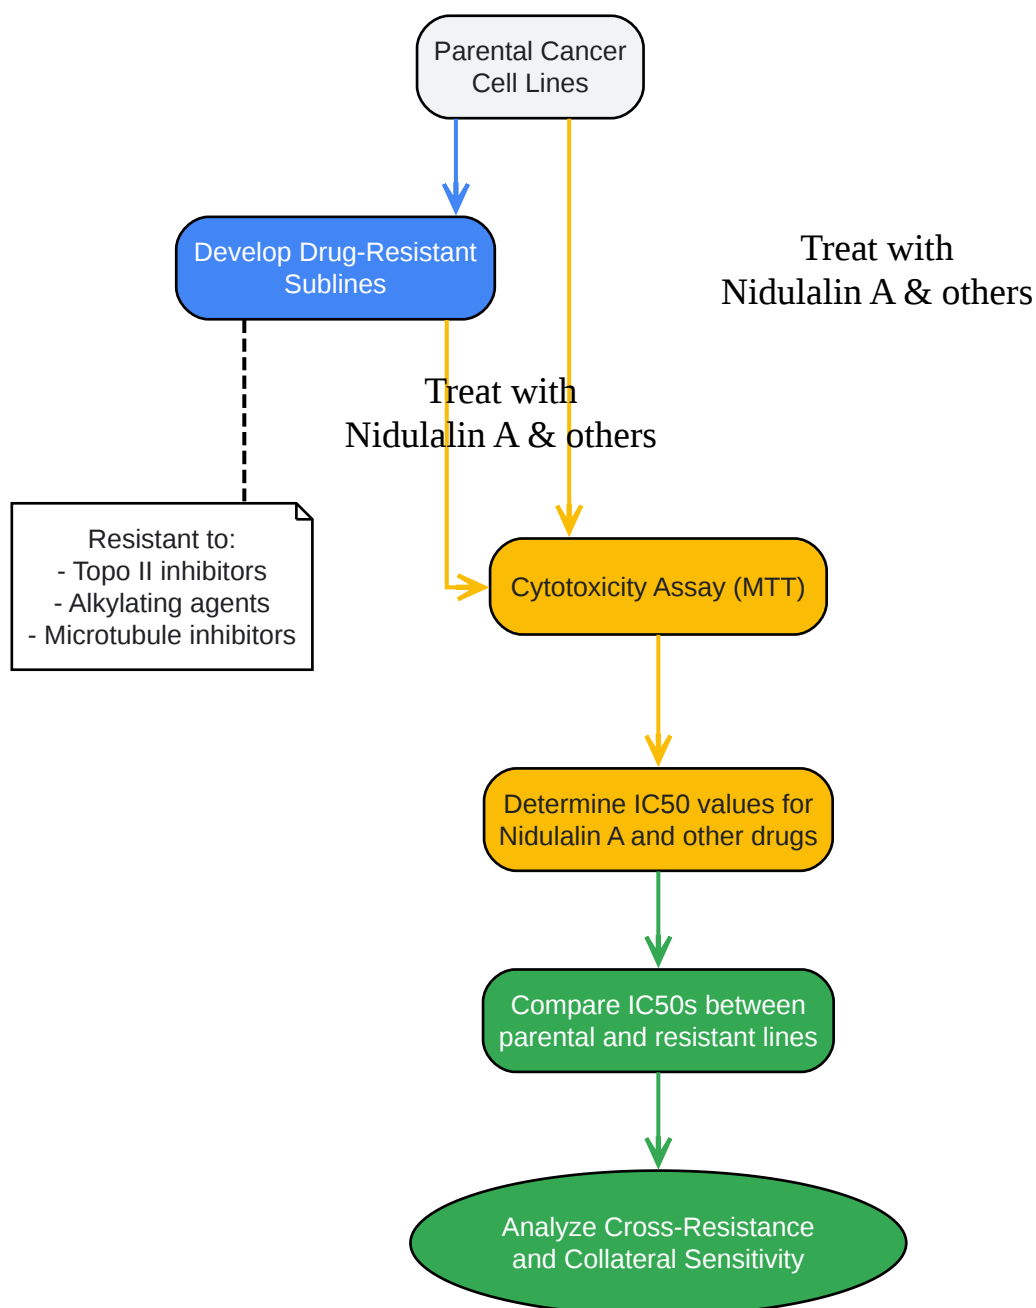 Parental Cancer
Cell Lines
Develop Drug-Resistant
Sublines
Treat with
Nidulalin A & others
Treat with
Nidulalin A & others
Resistant to:
- Topo II inhibitors
- Alkylating agents
- Microtubule inhibitors
Cytotoxicity Assay (MTT)
Determine IC50 values for
Nidulalin A and other drugs
Compare IC50s between
parental and resistant lines
Analyze Cross-Resistance
and Collateral Sensitivity